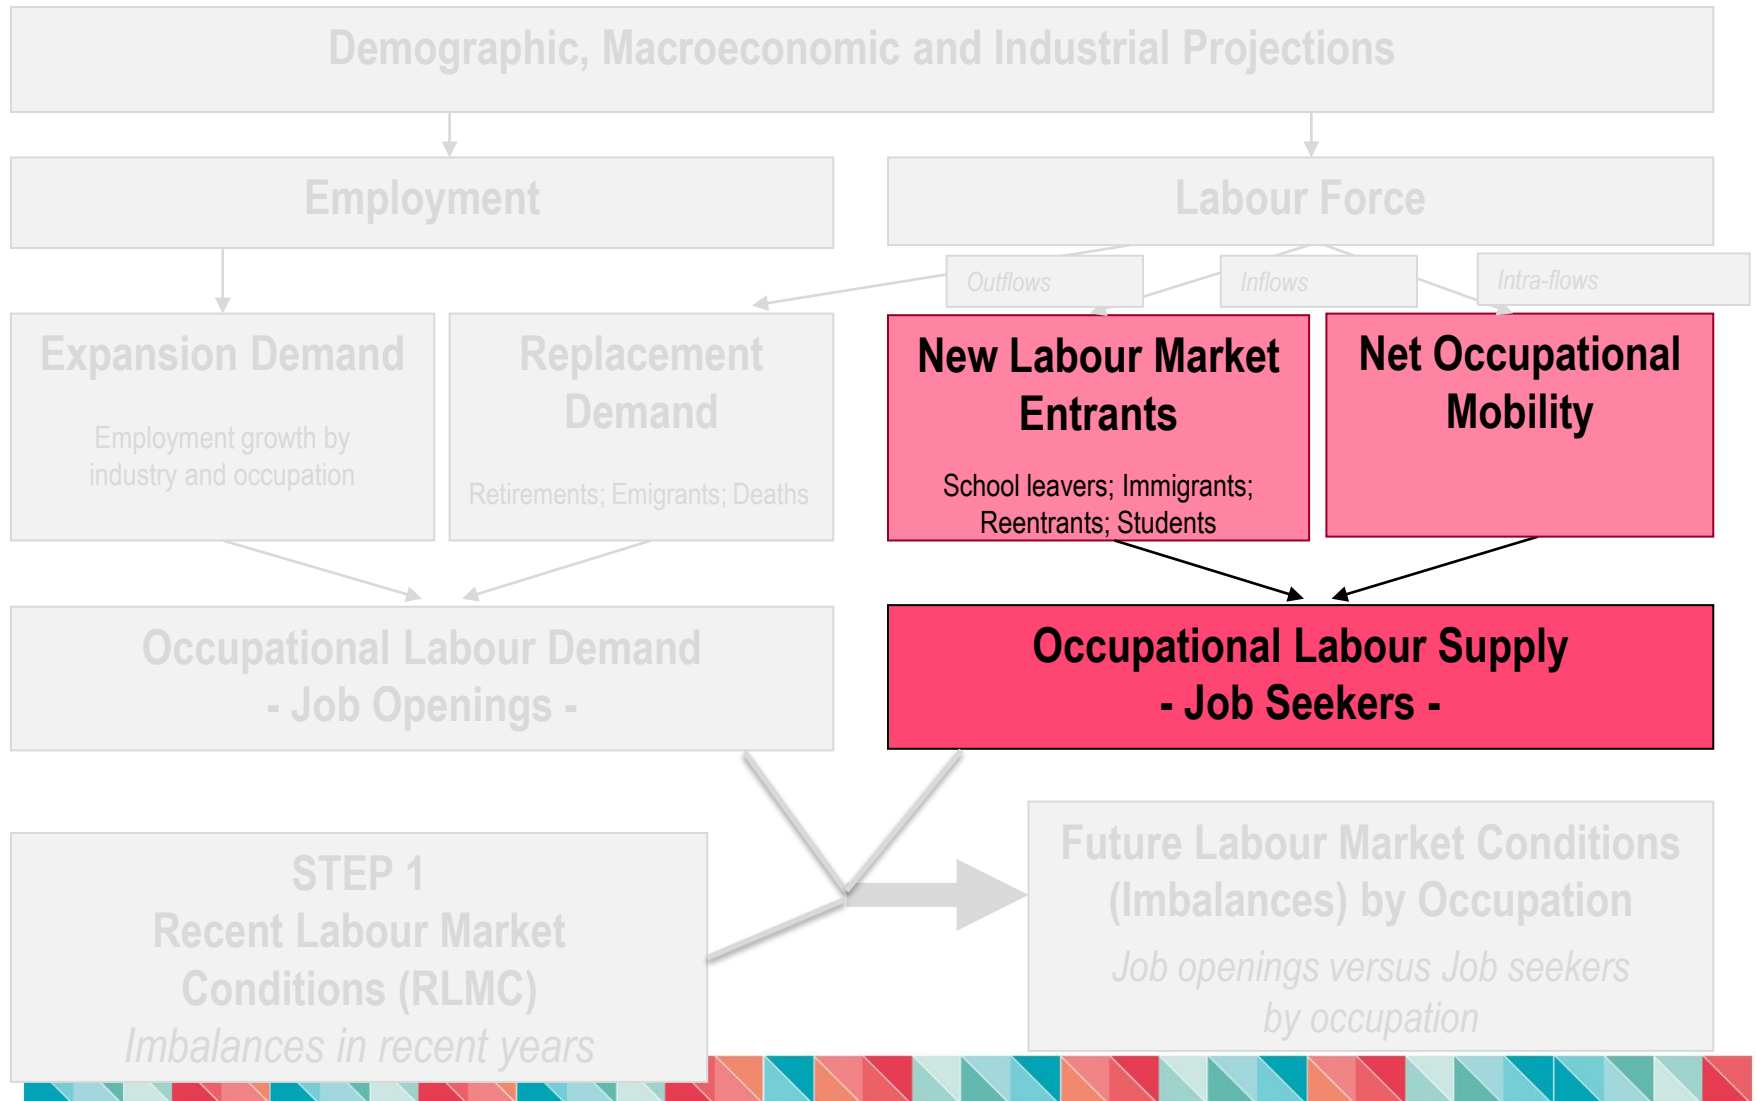 Demographic, Macroeconomic and Industrial Projections
Employment
Labour Force
Outflows
Inflows
Intra-flows
Expansion Demand
Employment growth by
industry and occupation
Replacement
Demand
Retirements; Emigrants; Deaths
New Labour Market
Entrants
School leavers; Immigrants;
Reentrants; Students
Net Occupational
Mobility
Occupational Labour Demand
- Job Openings -
Occupational Labour Supply
- Job Seekers -
STEP 1
Recent Labour Market
Conditions (RLMC)
Imbalances in recent years
Future Labour Market Conditions
(Imbalances) by Occupation
Job openings versus Job seekers
by occupation